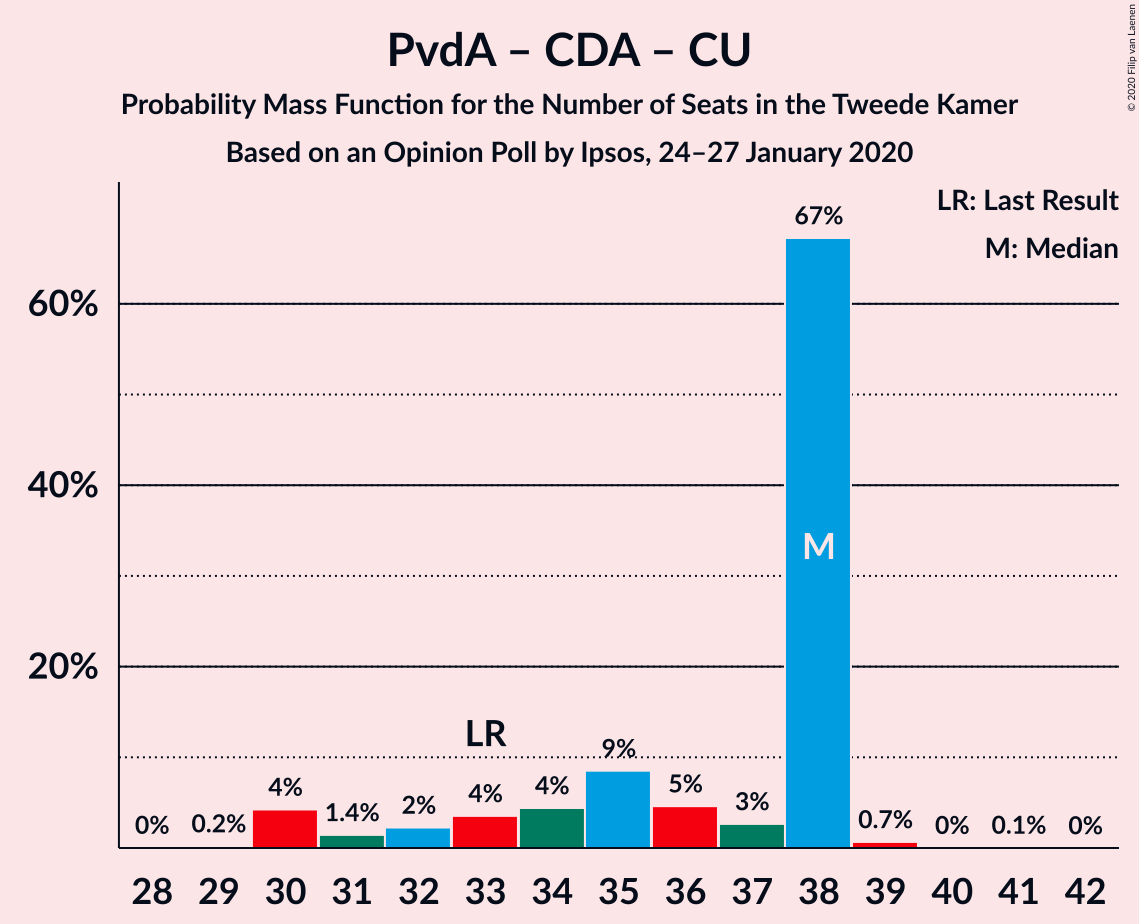 PvdA – CDA – CU
Probability Mass Function for the Number of Seats in the Tweede Kamer
Based on an Opinion Poll by Ipsos, 24–27 January 2020
© 2020 Filip van Laenen
LR: Last Result
M: Median
60%
40%
20%
0%
0.2%
4%
1.4%
2%
4%
LR
4%
9%
5%
3%
67%
M
0.7%
0%
0.1%
0%
28 29 30 31 32 33 34 35 36 37 38 39 40 41 42